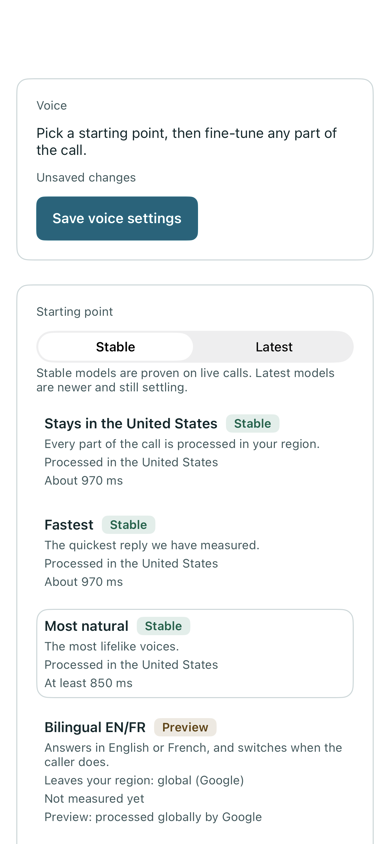 Voice
Pick a starting point, then fine-tune any part of
the call.
Unsaved changes
Save voice settings
Starting point
Stable
Latest
Stable models are proven on live calls. Latest models
are newer and still settling.
Stays in the United States
Stable
Every part of the call is processed in your region.
Processed in the United States
About 970 ms
Fastest
Stable
The quickest reply we have measured.
Processed in the United States
About 970 ms
Most natural
Stable
The most lifelike voices.
Processed in the United States
At least 850 ms
Bilingual EN/FR
Preview
Answers in English or French, and switches when the
caller does.
Leaves your region: global (Google)
Not measured yet
Preview: processed globally by Google